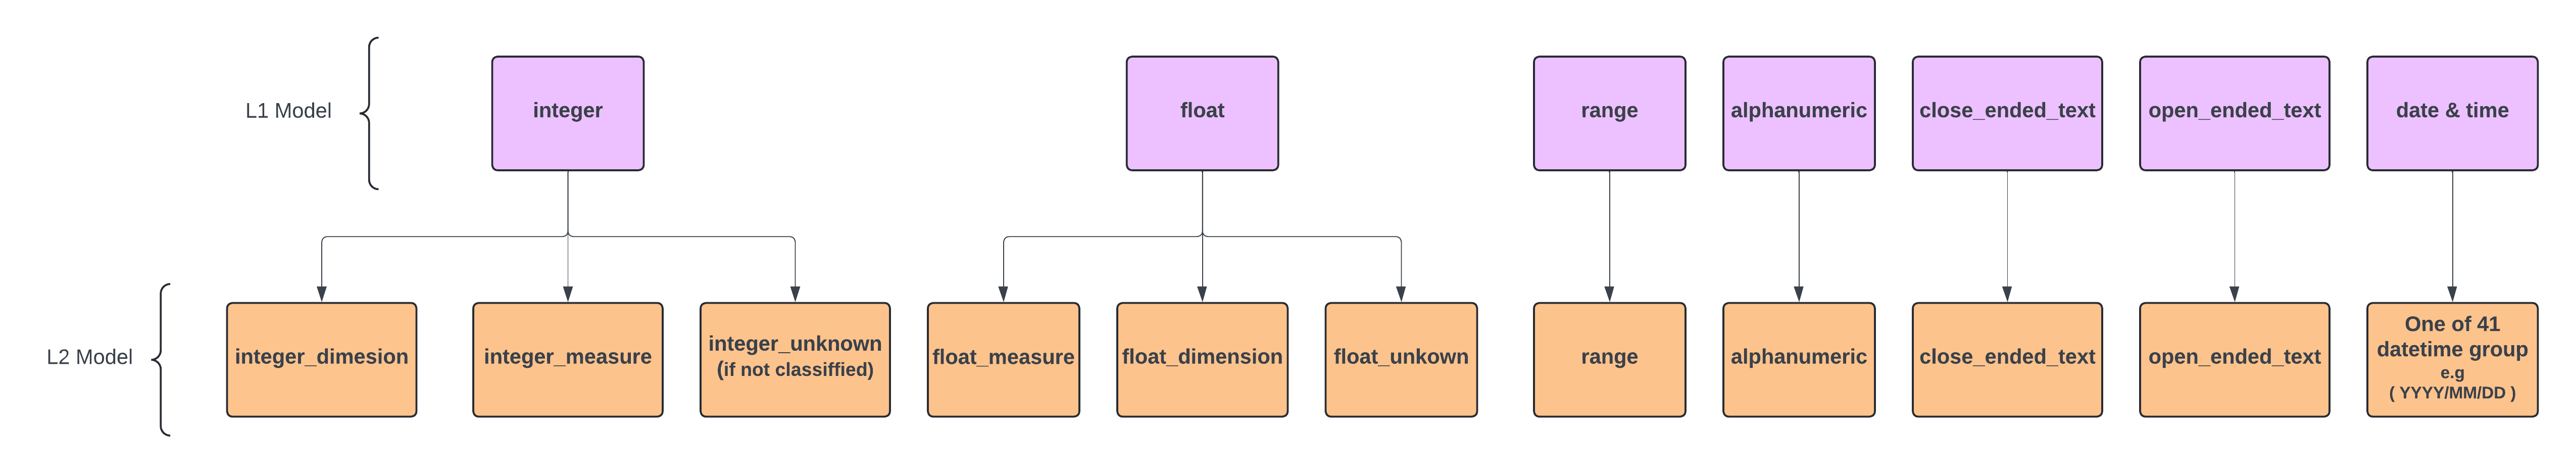 L1 Model
integer
float
range
alphanumeric
close_ended_text
open_ended_text
date & time
L2 Model
integer_dimesion
integer_measure
integer_unknown
(if not classiffied)
float_measure
float_dimension
float_unkown
range
alphanumeric
close_ended_text
open_ended_text
One of 41
datetime group
e.g
( YYYY/MM/DD )